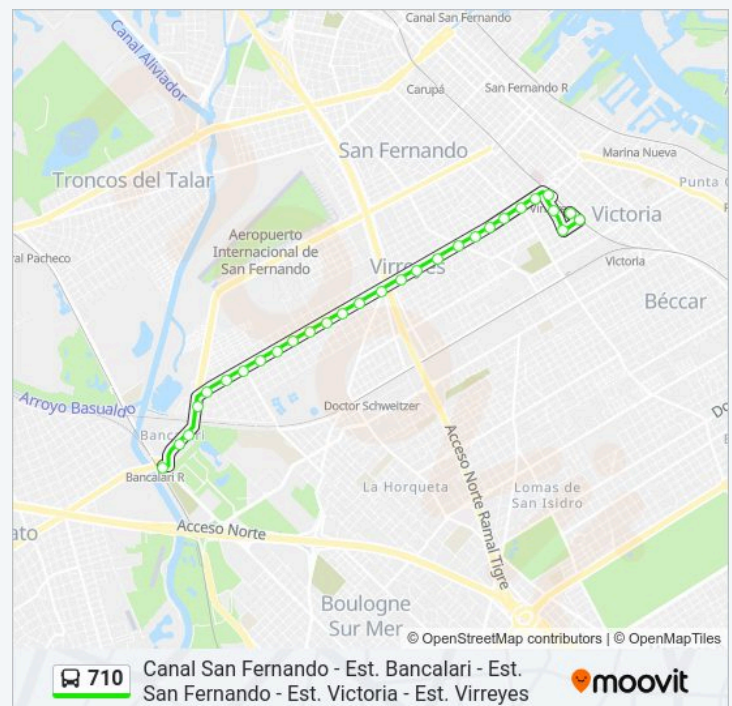 Canal San Fernando
Canal Aliviador
Carupá
San Fernando R
San Fernando
Marina Nueva
Troncos del Talar
Punta C
Victoria
Aeropuerto
Internacional de
San Fernando
ral Pacheco
Virreyes
Victoria
Béccar
Arroyo Basualdo
Doctor Schweitzer
Bancalari
Bancalari R
La Horqueta
Lomas de
San Isidro
Acceso Norte Ramal Tigre
ato
Acceso Norte
Boulogne
Sur Mer
© OpenStreetMap contributors | © OpenMapTiles
710
Canal San Fernando - Est. Bancalari - Est.
San Fernando - Est. Victoria - Est. Virreyes
moovit